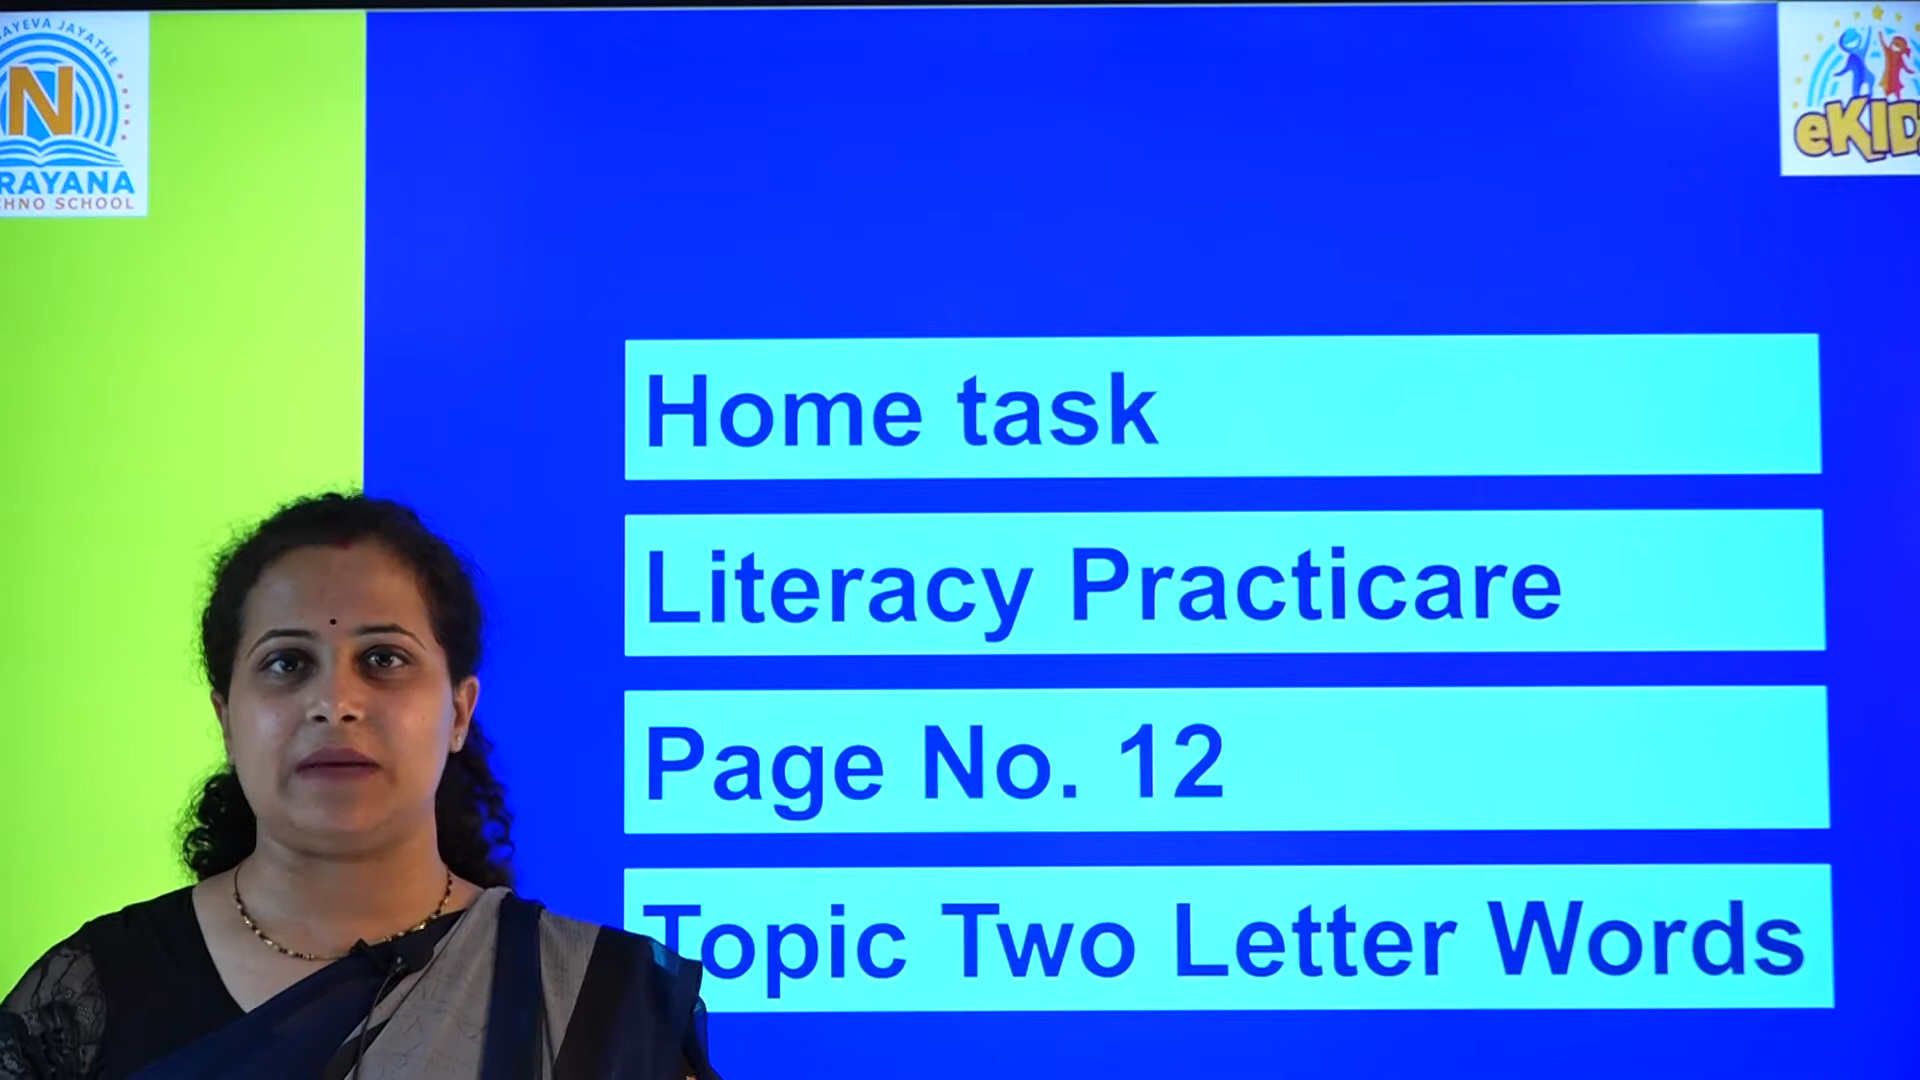 AYEVA JAYATHE
N
RAYANA
HNO SCHOOL
eKID
Home task
Literacy Practicare
Page No. 12
Topic Two Letter Words